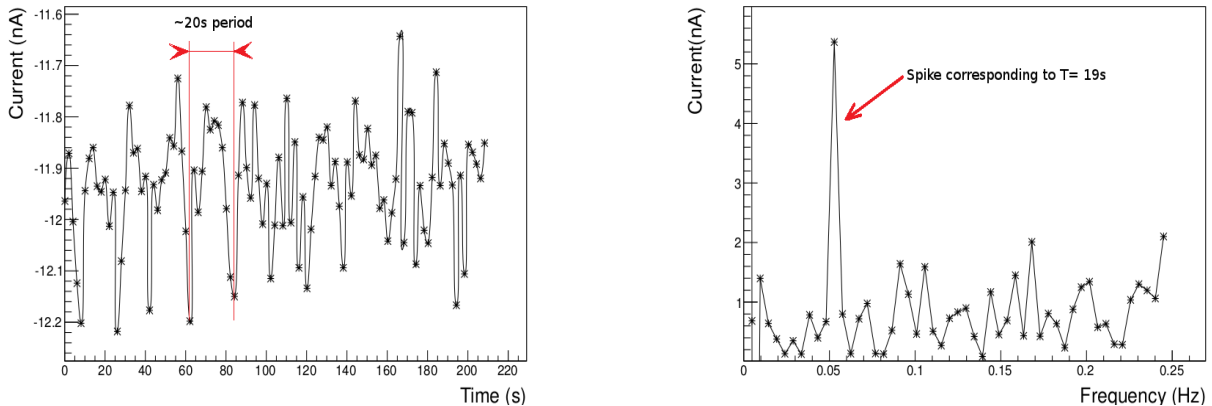 ~20s period
Current (nA)
-11.6
-11.7
-11.8
-11.9
-12
-12.1
-12.2
0 20 40 60 80 100 120 140 160 180 200 220
Time (s)
Current(nA)
Spike corresponding to T= 19s
5
4
3
2
1
0 0.05 0.1 0.15 0.2 0.25
Frequency (Hz)